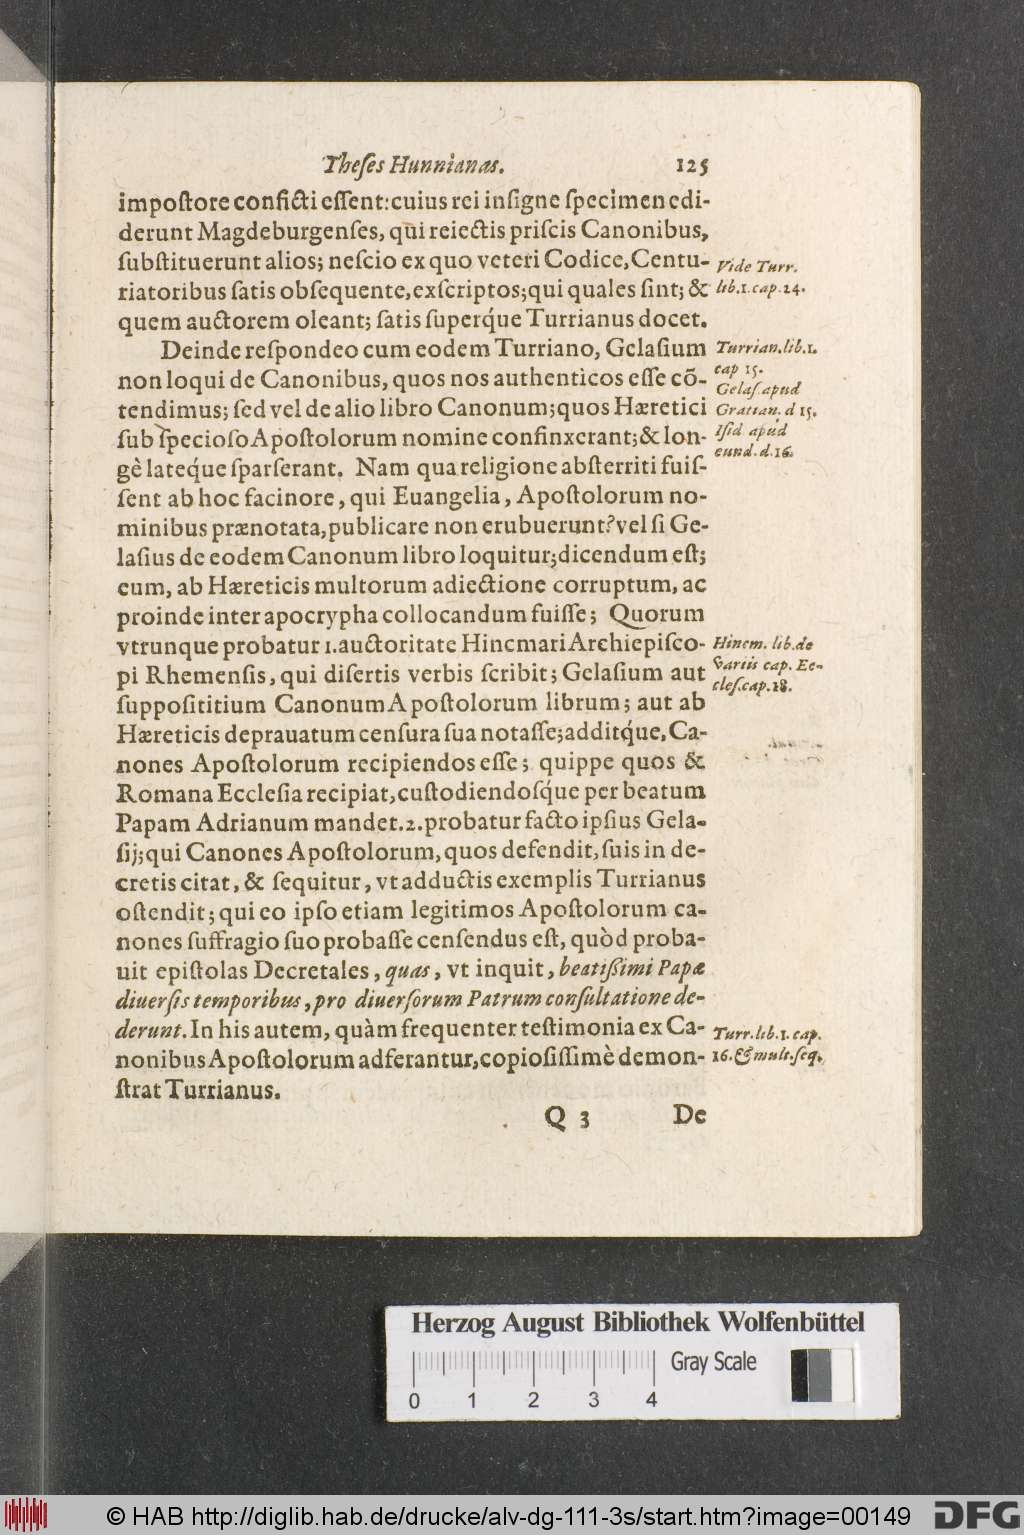 Theſes Hunnianas. 125
impoſtore conficti eſſent: cuius rei inſigne ſpecimen edi-
derunt Magdeburgenſes, qui reiectis priſcis Canonibus,
ſubſtituerunt alios; neſcio ex quo veteri Codice, Centu-
Vide Turr.
riatoribus ſatis obſequente, exſcriptos; qui quales ſint; &
lib.1.cap.24.
quem auctorem oleant; ſatis ſuperq́ue Turrianus docet.
Deinde reſpondeo cum eodem Turriano, Gelaſium
Turrian.lib.1.
non loqui de Canonibus, quos nos authenticos eſſe cõ-
cap 15.
Gelaſ. apud
tendimus; ſed vel de alio libro Canonum; quos Hæretici
Gratian. d 15.
ſub ſpecioſo Apoſtolorum nomine confinxerant; & lon-
Iſid. apud
gè lateq́ue ſparſerant. Nam qua religione abſterriti fuiſ-
eund. d.16.
ſent ab hoc facinore, qui Euangelia, Apoſtolorum no-
minibus prænotata, publicare non erubuerunt? vel ſi Ge-
laſius de eodem Canonum libro loquitur; dicendum eſt;
eum, ab Hæreticis multorum adiectione corruptum, ac
proinde inter apocrypha collocandum fuiſſe; Quorum
vtrunque probatur 1. auctoritate Hincmari Archiepiſco-
Hincm. lib.de
pi Rhemenſis, qui diſertis verbis ſcribit; Gelaſium aut
variis cap. Ec-
cleſ.cap.18.
ſuppoſititium Canonum Apoſtolorum librum; aut ab
Hæreticis deprauatum cenſura ſua notaſſe; additq́ue, Ca-
nones Apoſtolorum recipiendos eſſe; quippe quos &
Romana Eccleſia recipiat, cuſtodiendoſq́ue per beatum
Papam Adrianum mandet. 2. probatur facto ipſius Gela-
ſij; qui Canones Apoſtolorum, quos defendit, ſuis in de-
cretis citat, & ſequitur, vt adductis exemplis Turrianus
oſtendit; qui eo ipſo etiam legitimos Apoſtolorum ca-
nones ſuffragio ſuo probaſſe cenſendus eſt, quòd proba-
uit epiſtolas Decretales, quas, vt inquit, beatißimi Papæ
diuerſis temporibus, pro diuerſorum Patrum conſultatione de-
derunt. In his autem, quàm frequenter teſtimonia ex Ca-
Turr.lib.1. cap.
nonibus Apoſtolorum adferantur, copioſiſſimè demon-
16.& mult.ſeq.
ſtrat Turrianus.
Q 3 De
Herzog August Bibliothek Wolfenbüttel
Gray Scale
0 1 2 3 4
© HAB http://diglib.hab.de/drucke/alv-dg-111-3s/start.htm?image=00149 DFG